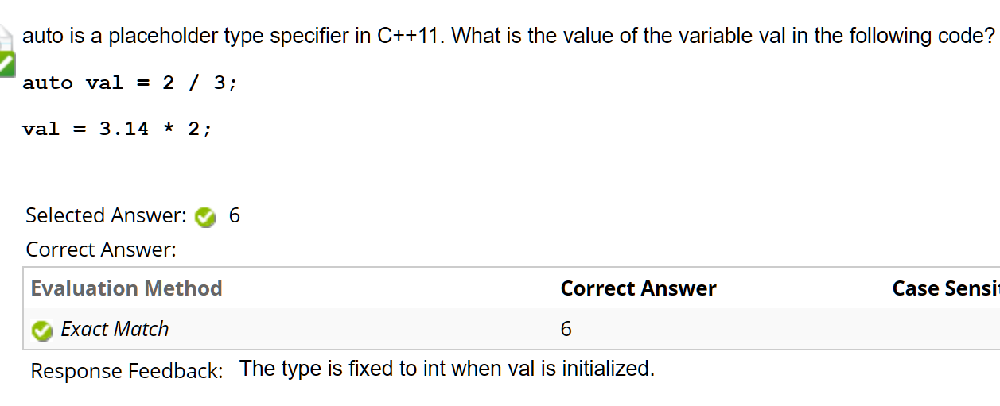 auto is a placeholder type specifier in C++11. What is the value of the variable val in the following code?
auto val = 2 / 3;
val = 3.14 * 2;
Selected Answer: 6
Correct Answer:
Evaluation Method Correct Answer Case Sensi
Exact Match 6
Response Feedback: The type is fixed to int when val is initialized.